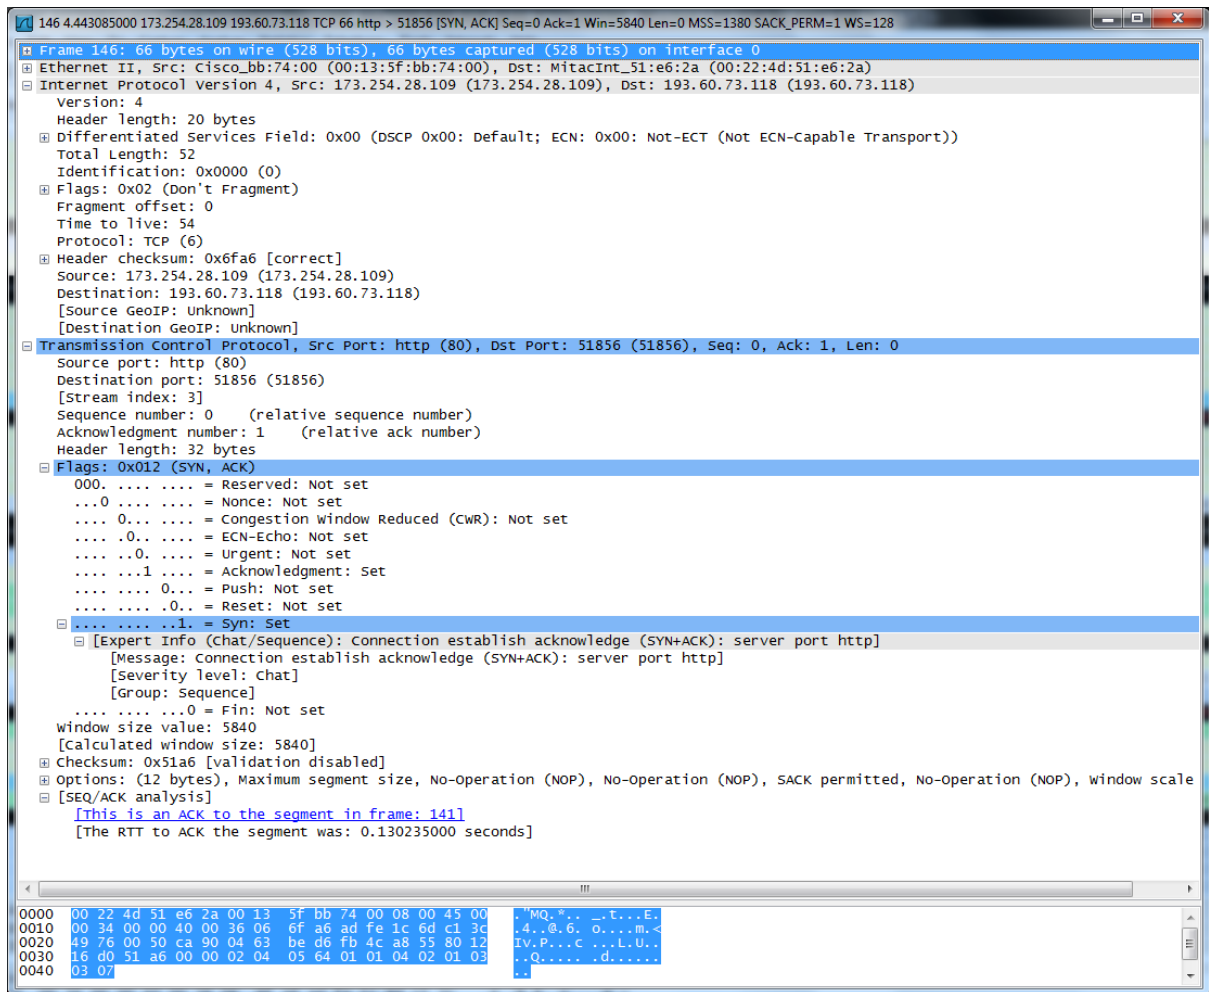 146 4.443085000 173.254.28.109 193.60.73.118 TCP 66 http > 51856 [SYN, ACK] Seq=0 Ack=1 Win=5840 Len=0 MSS=1380 SACK_PERM=1 WS=128
Frame 146: 66 bytes on wire (528 bits), 66 bytes captured (528 bits) on interface 0
Ethernet II, Src: Cisco_bb:74:00 (00:13:5f:bb:74:00), Dst: MitacInt_51:e6:2a (00:22:4d:51:e6:2a)
Internet Protocol Version 4, Src: 173.254.28.109 (173.254.28.109), Dst: 193.60.73.118 (193.60.73.118)
Version: 4
Header length: 20 bytes
Differentiated Services Field: 0x00 (DSCP 0x00: Default; ECN: 0x00: Not-ECT (Not ECN-Capable Transport))
Total Length: 52
Identification: 0x0000 (0)
Flags: 0x02 (Don't Fragment)
Fragment offset: 0
Time to live: 54
Protocol: TCP (6)
Header checksum: 0x6fa6 [correct]
Source: 173.254.28.109 (173.254.28.109)
Destination: 193.60.73.118 (193.60.73.118)
[Source GeoIP: Unknown]
[Destination GeoIP: Unknown]
Transmission Control Protocol, Src Port: http (80), Dst Port: 51856 (51856), Seq: 0, Ack: 1, Len: 0
Source port: http (80)
Destination port: 51856 (51856)
[Stream index: 3]
Sequence number: 0 (relative sequence number)
Acknowledgment number: 1 (relative ack number)
Header length: 32 bytes
Flags: 0x012 (SYN, ACK)
000. .... .... = Reserved: Not set
...0 .... .... = Nonce: Not set
.... 0... .... = Congestion Window Reduced (CWR): Not set
.... .0.. .... = ECN-Echo: Not set
.... ..0. .... = Urgent: Not set
.... ...1 .... = Acknowledgment: Set
.... .... 0... = Push: Not set
.... .... .0.. = Reset: Not set
.... .... ..1. = Syn: Set
[Expert Info (Chat/Sequence): Connection establish acknowledge (SYN+ACK): server port http]
[Message: Connection establish acknowledge (SYN+ACK): server port http]
[Severity level: Chat]
[Group: Sequence]
.... .... ...0 = Fin: Not set
Window size value: 5840
[Calculated window size: 5840]
Checksum: 0x51a6 [validation disabled]
Options: (12 bytes), Maximum segment size, No-Operation (NOP), No-Operation (NOP), SACK permitted, No-Operation (NOP), Window scale
[SEQ/ACK analysis]
[This is an ACK to the segment in frame: 141]
[The RTT to ACK the segment was: 0.130235000 seconds]
0000 00 22 4d 51 e6 2a 00 13 5f bb 74 00 08 00 45 00 ."MQ.*.. _.t...E.
0010 00 34 00 00 40 00 36 06 6f a6 ad fe 1c 6d c1 3c .4..@.6. o....m.<
0020 49 76 00 50 ca 90 04 63 be d6 fb 4c a8 55 80 12 Iv.P...c ...L.U..
0030 16 d0 51 a6 00 00 02 04 05 64 01 01 04 02 01 03 ..Q..... .d......
0040 03 07 ..